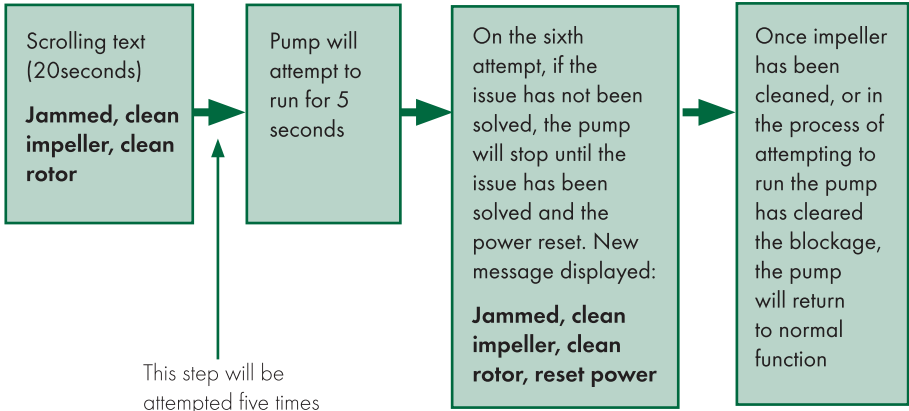 Scrolling text
(20seconds)
Jammed, clean
impeller, clean
rotor
Pump will
attempt to
run for 5
seconds
On the sixth
attempt, if the
issue has not been
solved, the pump
will stop until the
issue has been
solved and the
power reset. New
message displayed:
Jammed, clean
impeller, clean
rotor, reset power
Once impeller
has been
cleaned, or in
the process of
attempting to
run the pump
has cleared
the blockage,
the pump
will return
to normal
function
This step will be
attempted five times